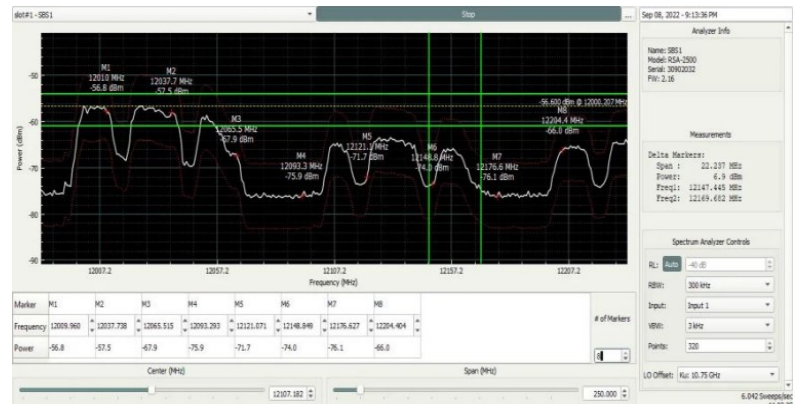 slot#1 - SBS1
Stop
...
Sep 08, 2022 - 9:13:36 PM
Analyzer Info
Name: SBS1
Model: RSA-2500
Serial: 30902032
FW: 2.16
Measurements
Delta Markers:
Span : 22.237 MHz
Power: 6.9 dBm
Freq1: 12147.445 MHz
Freq2: 12169.682 MHz
Spectrum Analyzer Controls
RL: Auto -40 dB
RBW: 300 kHz
Input: Input 1
VBW: 3 kHz
Points: 320
LO Offset: Ku: 10.75 GHz
6.042 Sweeps/sec
Power (dBm)
-50
-60
-70
-80
-90
M1
12010 MHz
-56.8 dBm
M2
12037.7 MHz
-57.5 dBm
M3
12065.5 MHz
-67.9 dBm
M4
12093.3 MHz
-75.9 dBm
M5
12121.1 MHz
-71.7 dBm
M6
12148.8 MHz
-74.0 dBm
M7
12176.6 MHz
-76.1 dBm
-56.600 dBm @ 12000.207 MHz
M8
12204.4 MHz
-66.0 dBm
12007.2 12057.2 12107.2 12157.2 12207.2
Frequency (MHz)
Marker M1 M2 M3 M4 M5 M6 M7 M8
Frequency 12009.960 12037.738 12065.515 12093.293 12121.071 12148.849 12176.627 12204.404
Power -56.8 -57.5 -67.9 -75.9 -71.7 -74.0 -76.1 -66.0
# of Markers
8
Center (MHz)
12107.182
Span (MHz)
250.000